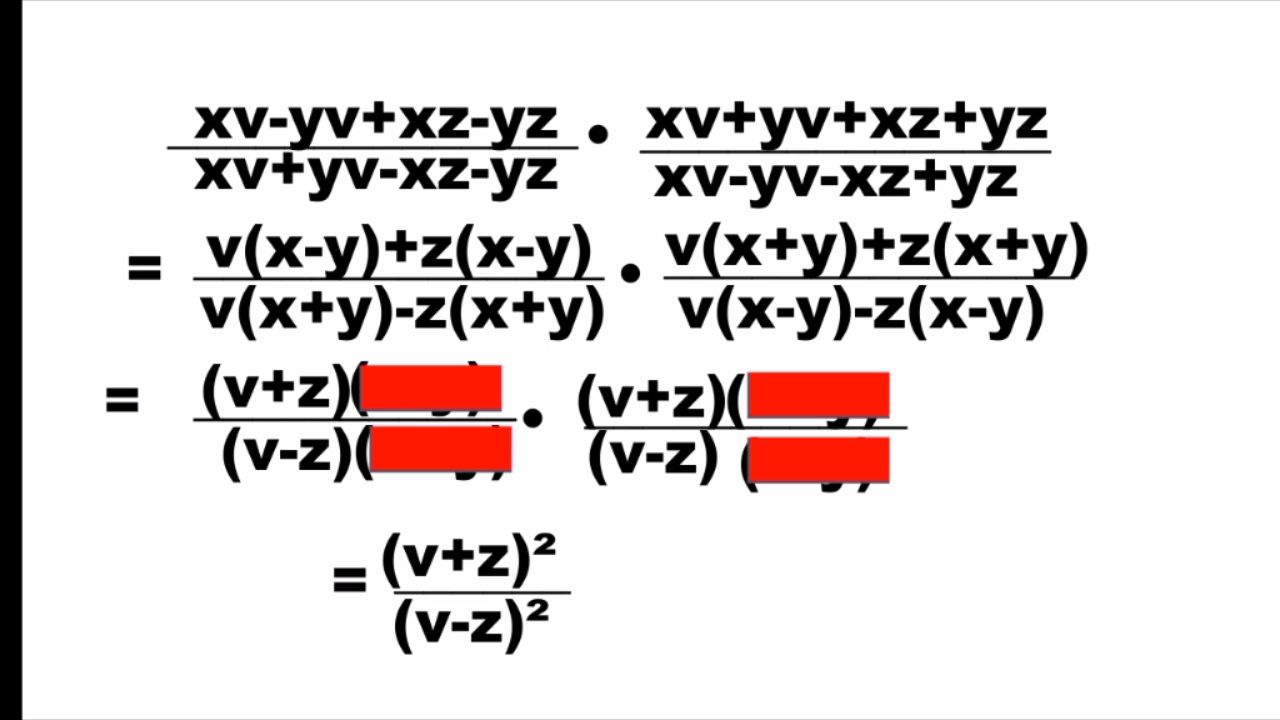 xv-yv+xz-yz • xv+yv+xz+yz
xv+yv-xz-yz xv-yv-xz+yz
= v(x-y)+z(x-y) • v(x+y)+z(x+y)
v(x+y)-z(x+y) v(x-y)-z(x-y)
= (v+z)( • (v+z)(
(v-z)( (v-z) (
= (v+z)²
(v-z)²